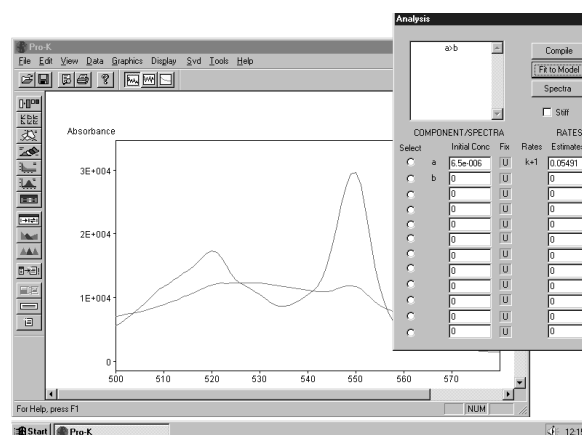 Analysis
a>b
Compile
Fit to Model
Spectra
Stiff
COMPONENT/SPECTRA
RATES
Select Initial Conc Fix Rates Estimates
a 6.5e-006 U k+1 0.05491
b 0 U 0
0 U 0
0 U 0
0 U 0
0 U 0
0 U 0
0 U 0
0 U 0
0 U 0
0 U 0
0 U 0
Pro-K
File Edit View Data Graphics Display Svd Tools Help
Absorbance
3E+004
2E+004
1E+004
0
500 510 520 530 540 550 560 570
For Help, press F1
NUM
Start Pro-K